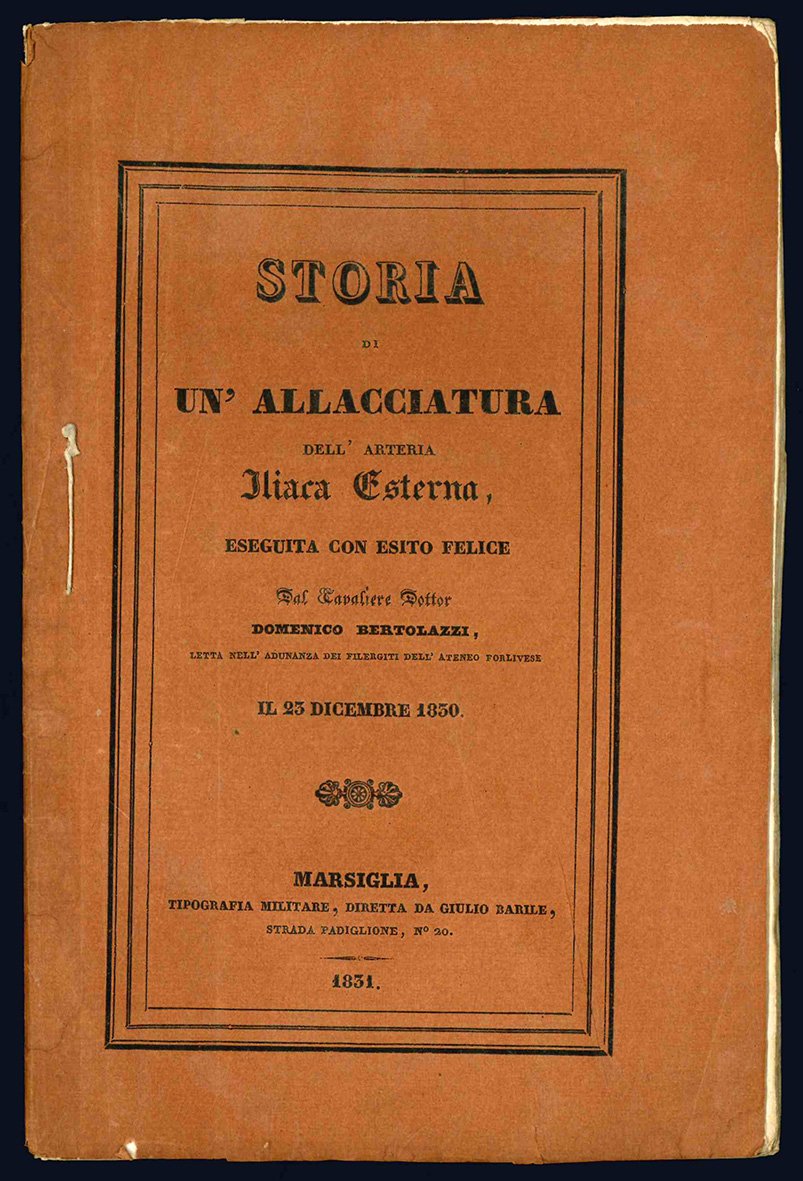 STORIA
DI
UN' ALLACCIATURA
DELL' ARTERIA
Iliaca Esterna,
ESEGUITA CON ESITO FELICE
Dal Cavaliere Dottor
DOMENICO BERTOLAZZI,
LETTA NELL' ADUNANZA DEI FILERGITI DELL' ATENEO FORLIVESE
IL 23 DICEMBRE 1830.
MARSIGLIA,
TIPOGRAFIA MILITARE, DIRETTA DA GIULIO BARILE,
STRADA PADIGLIONE, Nº 20.
1831.